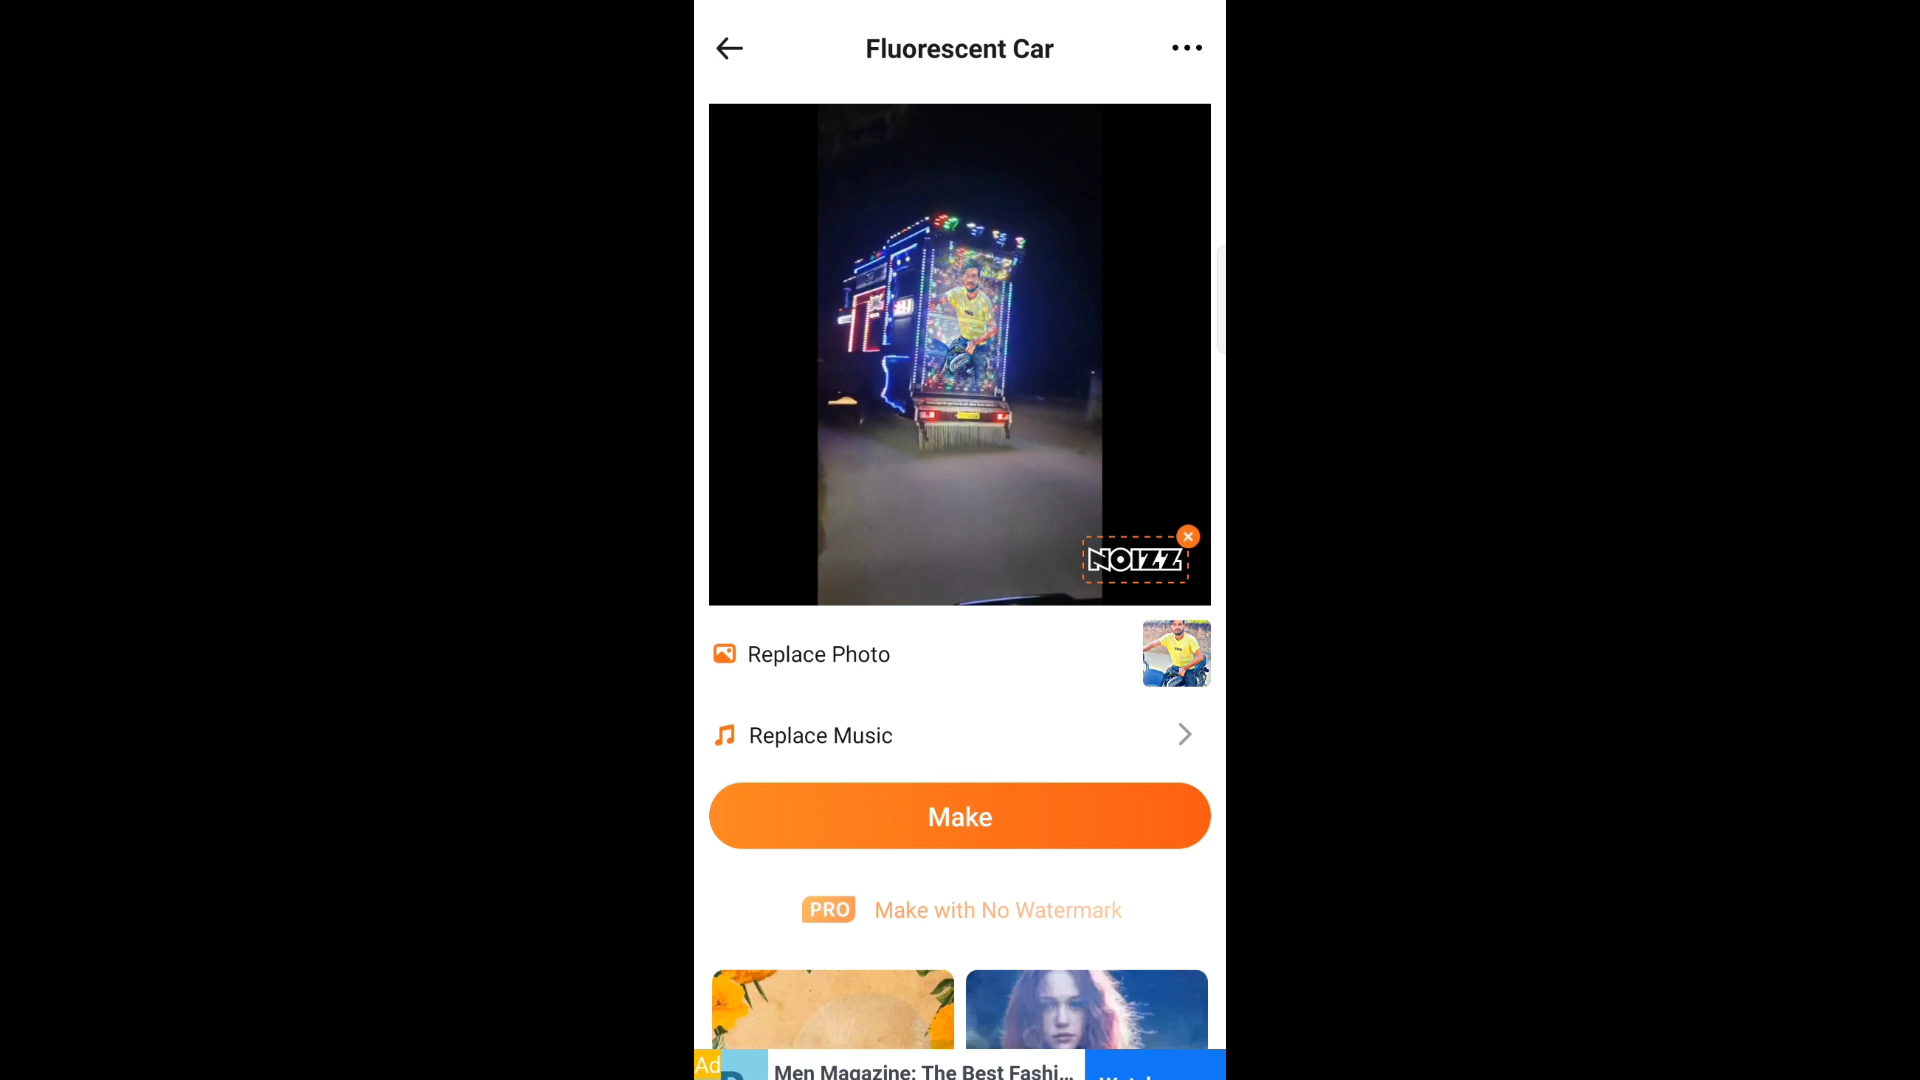 Fluorescent Car
NOIZZ
Replace Photo
Replace Music
Make
PRO Make with No Watermark
Ad
Men Magazine: The Best Fashi...